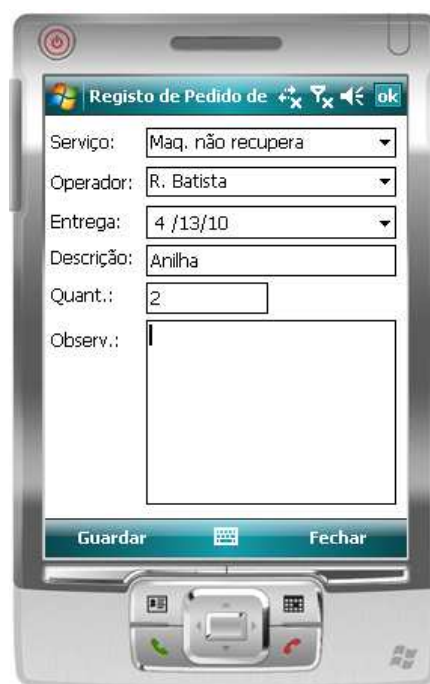 Registo de Pedido de
ok
Serviço: Maq. não recupera
Operador: R. Batista
Entrega: 4 /13/10
Descrição: Anilha
Quant.: 2
Observ.:
Guardar Fechar